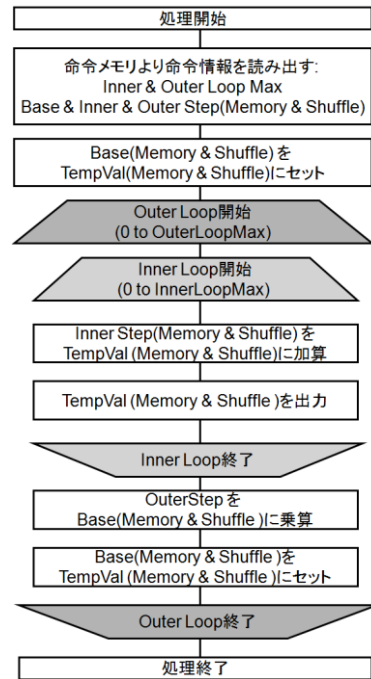 処理開始
命令メモリより命令情報を読み出す:
Inner & Outer Loop Max
Base & Inner & Outer Step(Memory & Shuffle)
Base(Memory & Shuffle)を
TempVal(Memory & Shuffle)にセット
Outer Loop開始
(0 to OuterLoopMax)
Inner Loop開始
(0 to InnerLoopMax)
Inner Step(Memory & Shuffle)を
TempVal (Memory & Shuffle)に加算
TempVal (Memory & Shuffle )を出力
Inner Loop終了
OuterStepを
Base(Memory & Shuffle )に乗算
Base(Memory & Shuffle )を
TempVal (Memory & Shuffle )にセット
Outer Loop終了
処理終了